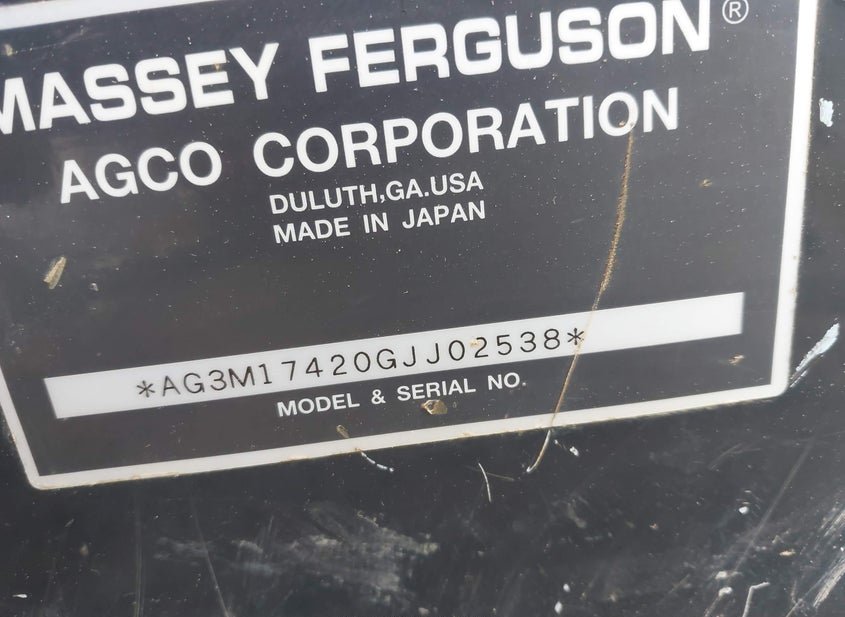 MASSEY FERGUSON®
AGCO CORPORATION
DULUTH,GA.USA
MADE IN JAPAN
*AG3M17420GJJ02538*
MODEL & SERIAL NO.